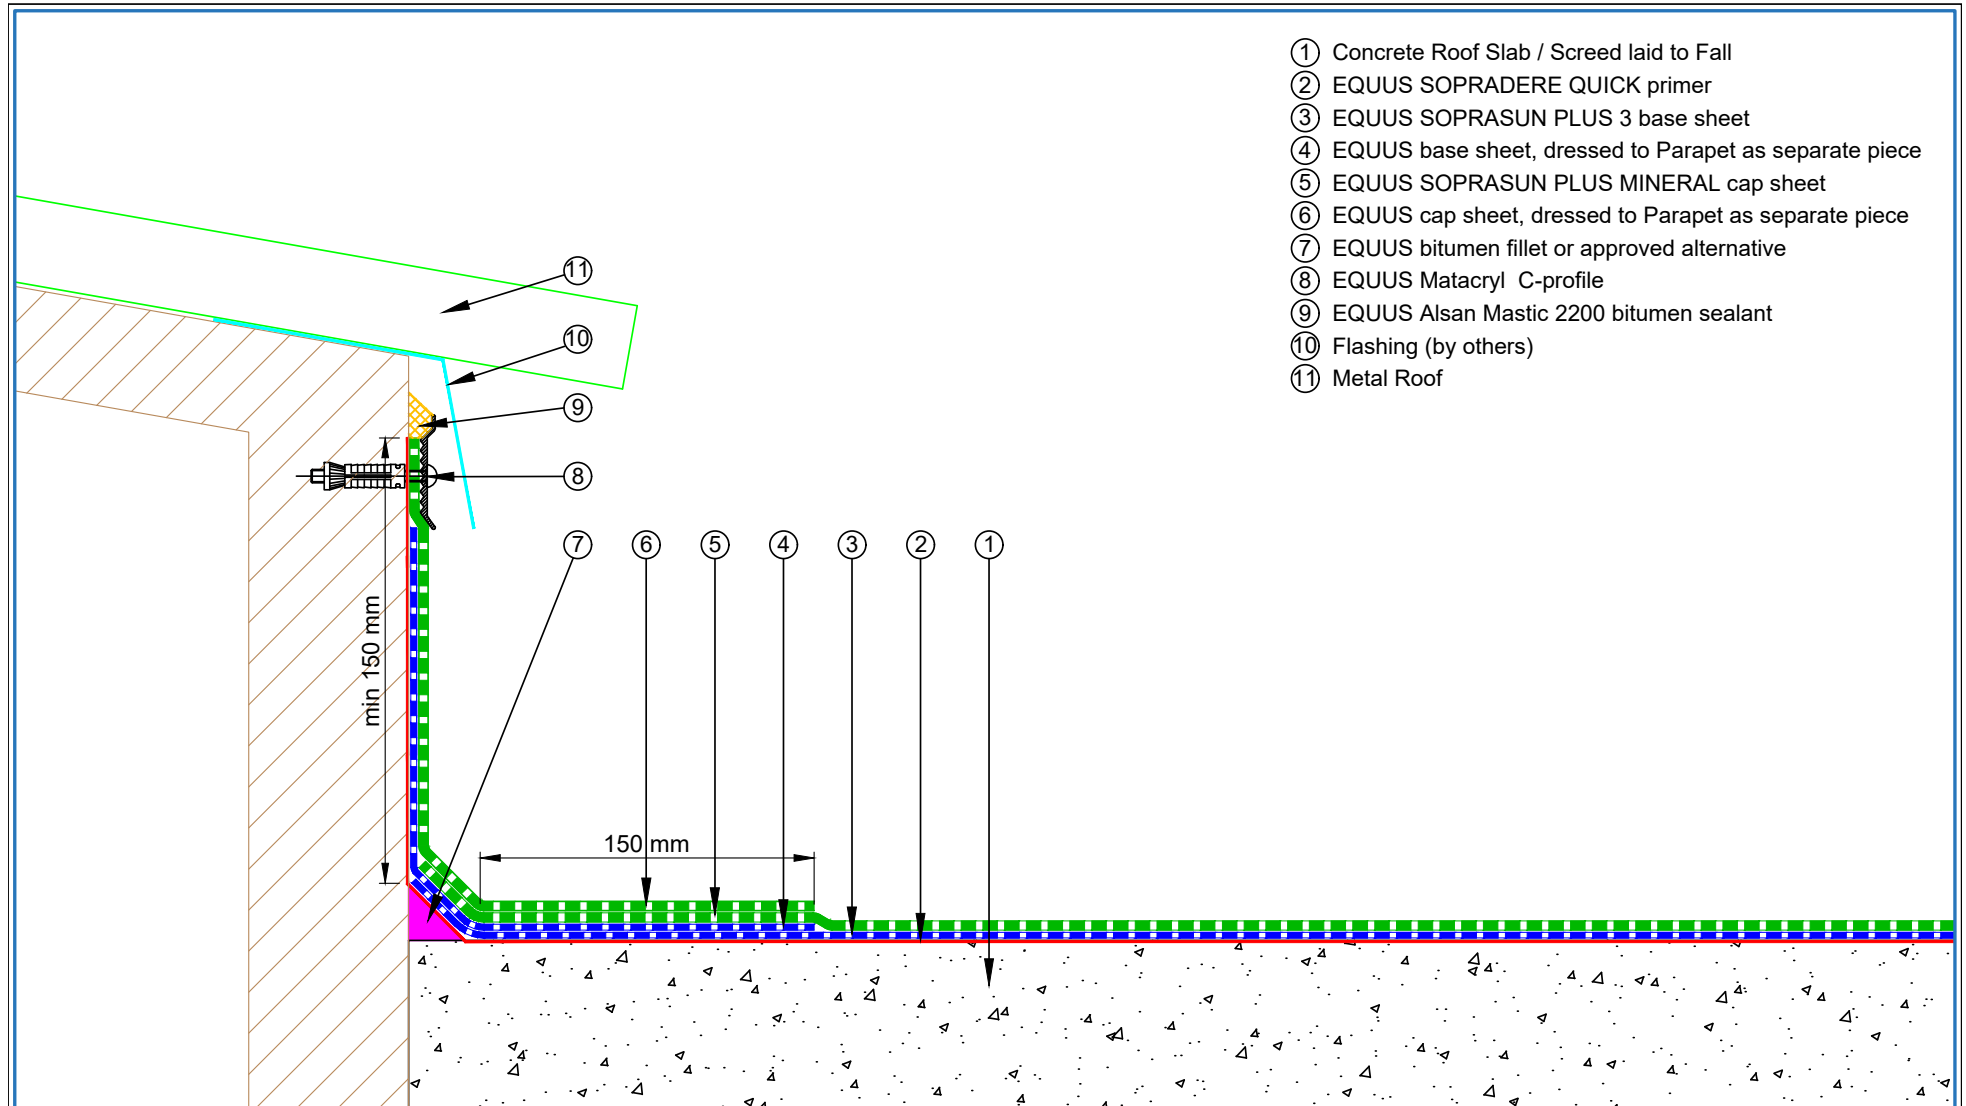 ① Concrete Roof Slab / Screed laid to Fall
② EQUUS SOPRADERE QUICK primer
③ EQUUS SOPRASUN PLUS 3 base sheet
④ EQUUS base sheet, dressed to Parapet as separate piece
⑤ EQUUS SOPRASUN PLUS MINERAL cap sheet
⑥ EQUUS cap sheet, dressed to Parapet as separate piece
⑦ EQUUS bitumen fillet or approved alternative
⑧ EQUUS Matacryl C-profile
⑨ EQUUS Alsan Mastic 2200 bitumen sealant
⑩ Flashing (by others)
⑪ Metal Roof
⑪
⑩
⑨
⑧
⑦ ⑥ ⑤ ④ ③ ② ①
min 150 mm
150 mm